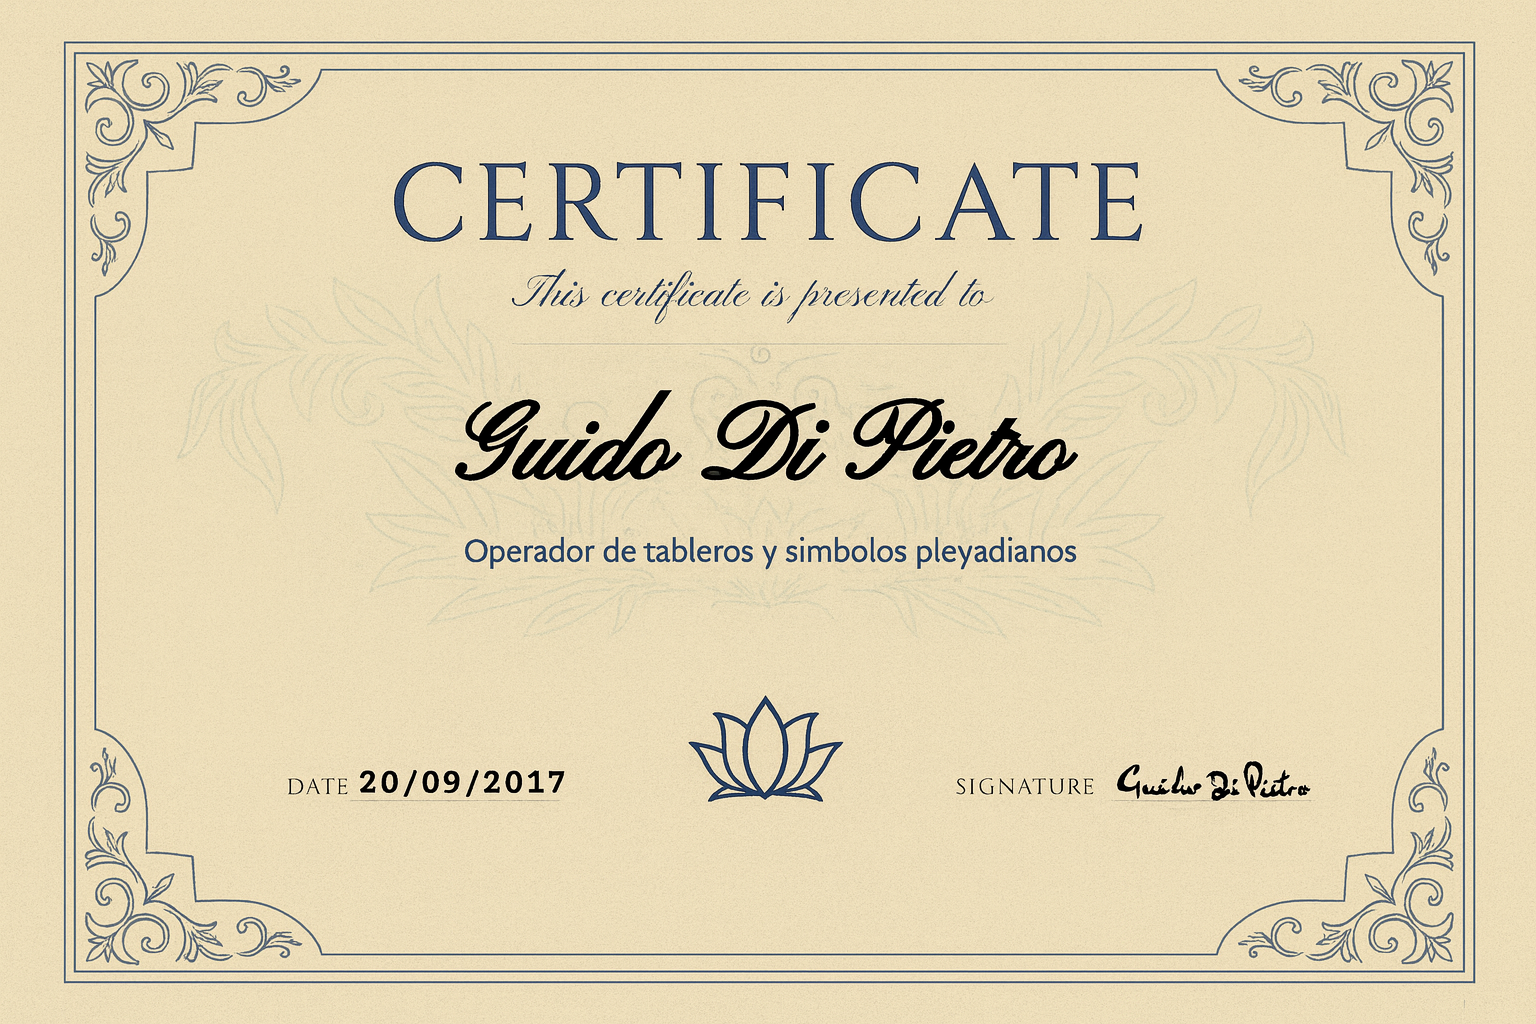 CERTIFICATE
This certificate is presented to
Guido Di Pietro
Operador de tableros y simbolos pleyadianos
DATE 20/09/2017
SIGNATURE Guido Di Pietro